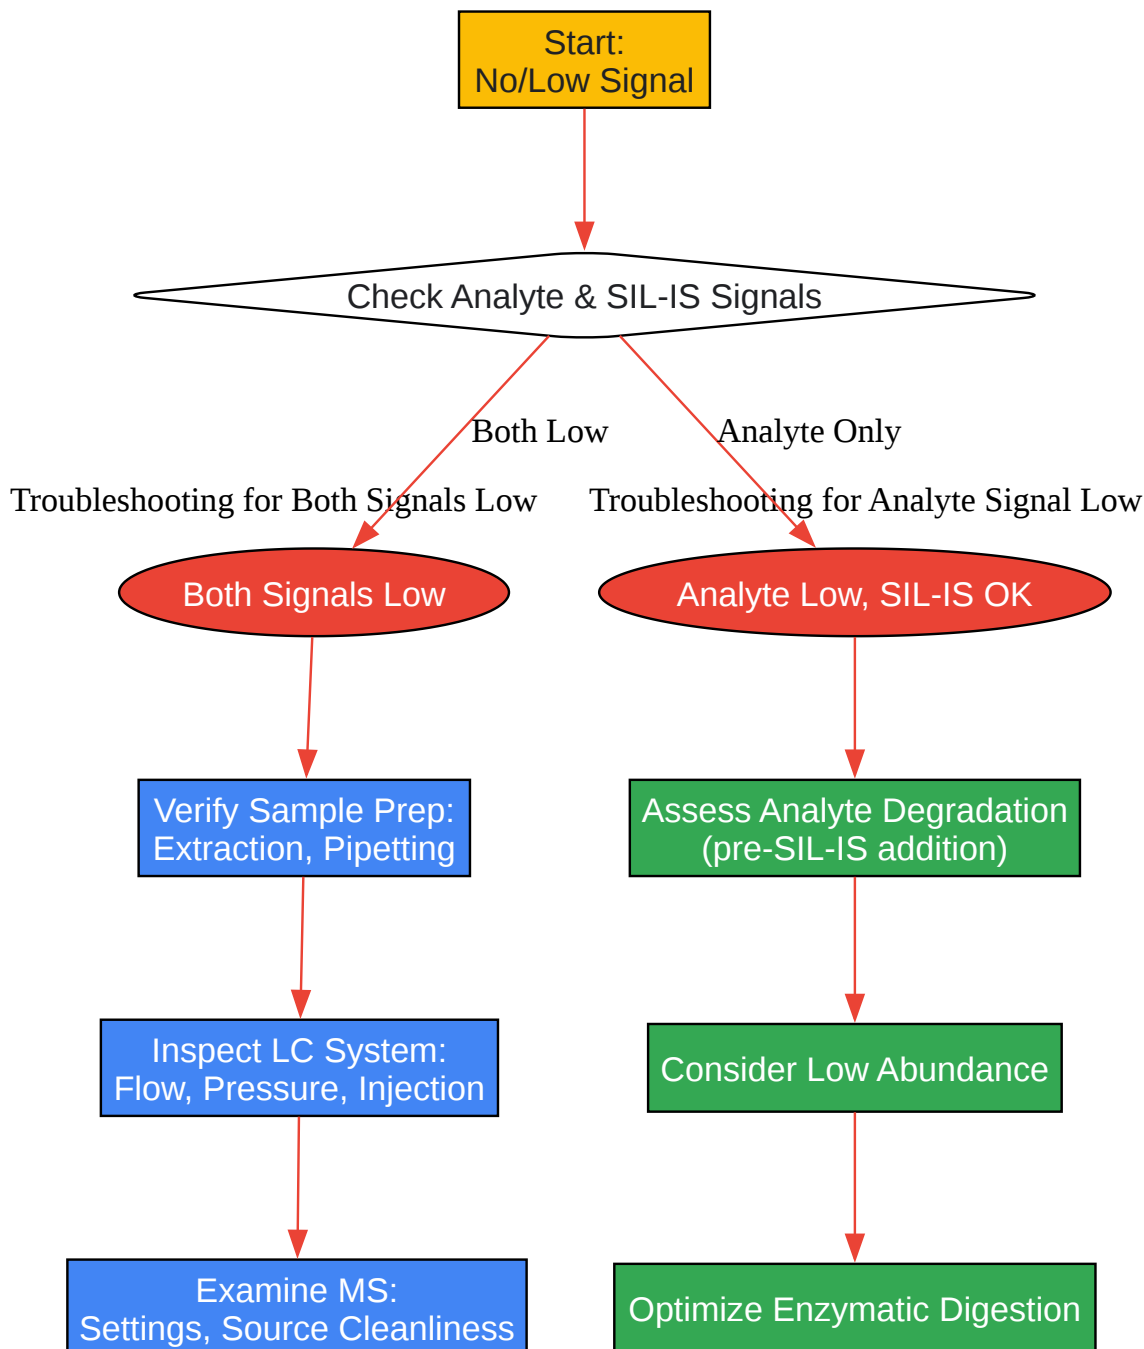 Start:
No/Low Signal
Check Analyte & SIL-IS Signals
Both Low
Analyte Only
Troubleshooting for Both Signals Low
Troubleshooting for Analyte Signal Low
Both Signals Low
Analyte Low, SIL-IS OK
Verify Sample Prep:
Extraction, Pipetting
Assess Analyte Degradation
(pre-SIL-IS addition)
Inspect LC System:
Flow, Pressure, Injection
Consider Low Abundance
Examine MS:
Settings, Source Cleanliness
Optimize Enzymatic Digestion